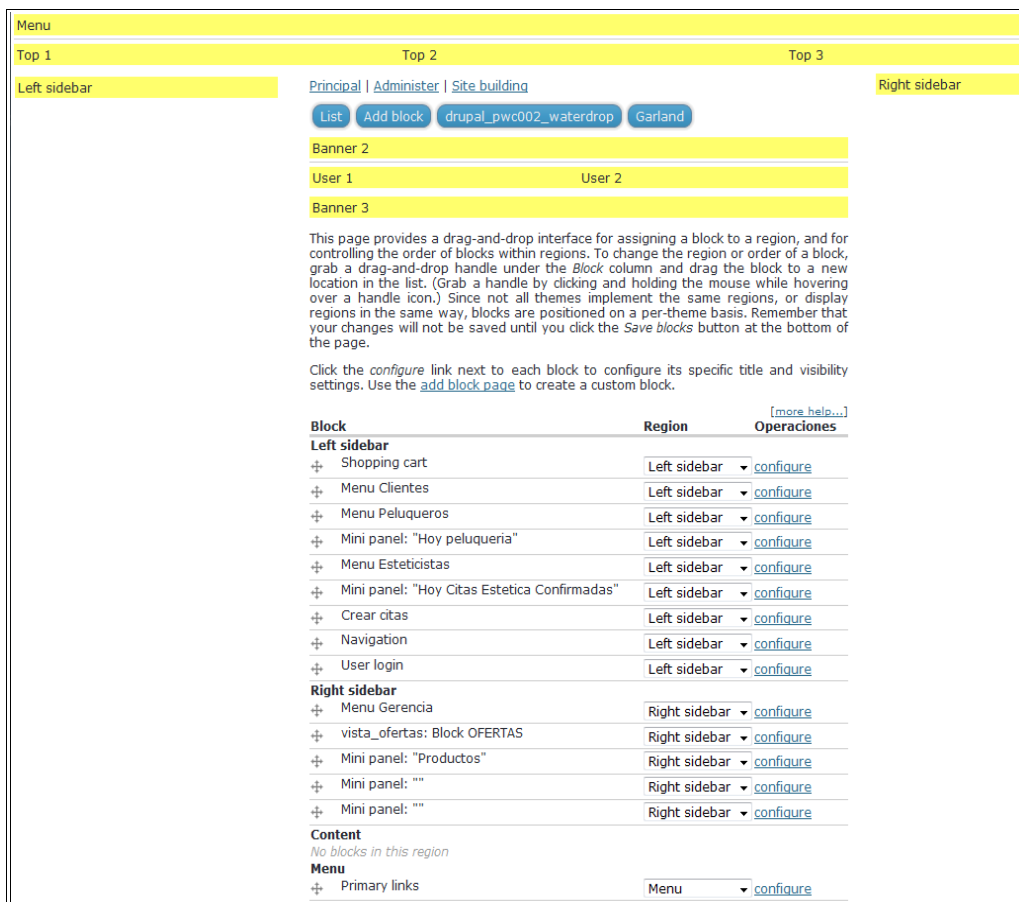 Menu
Top 1 Top 2 Top 3
Left sidebar
Principal | Administer | Site building
Right sidebar
List Add block drupal_pwc002_waterdrop Garland
Banner 2
User 1 User 2
Banner 3
This page provides a drag-and-drop interface for assigning a block to a region, and for
controlling the order of blocks within regions. To change the region or order of a block,
grab a drag-and-drop handle under the Block column and drag the block to a new
location in the list. (Grab a handle by clicking and holding the mouse while hovering
over a handle icon.) Since not all themes implement the same regions, or display
regions in the same way, blocks are positioned on a per-theme basis. Remember that
your changes will not be saved until you click the Save blocks button at the bottom of
the page.
Click the configure link next to each block to configure its specific title and visibility
settings. Use the add block page to create a custom block.
[more help...]
Block Region Operaciones
Left sidebar
Shopping cart Left sidebar configure
Menu Clientes Left sidebar configure
Menu Peluqueros Left sidebar configure
Mini panel: "Hoy peluqueria" Left sidebar configure
Menu Esteticistas Left sidebar configure
Mini panel: "Hoy Citas Estetica Confirmadas" Left sidebar configure
Crear citas Left sidebar configure
Navigation Left sidebar configure
User login Left sidebar configure
Right sidebar
Menu Gerencia Right sidebar configure
vista_ofertas: Block OFERTAS Right sidebar configure
Mini panel: "Productos" Right sidebar configure
Mini panel: "" Right sidebar configure
Mini panel: "" Right sidebar configure
Content
No blocks in this region
Menu
Primary links Menu configure